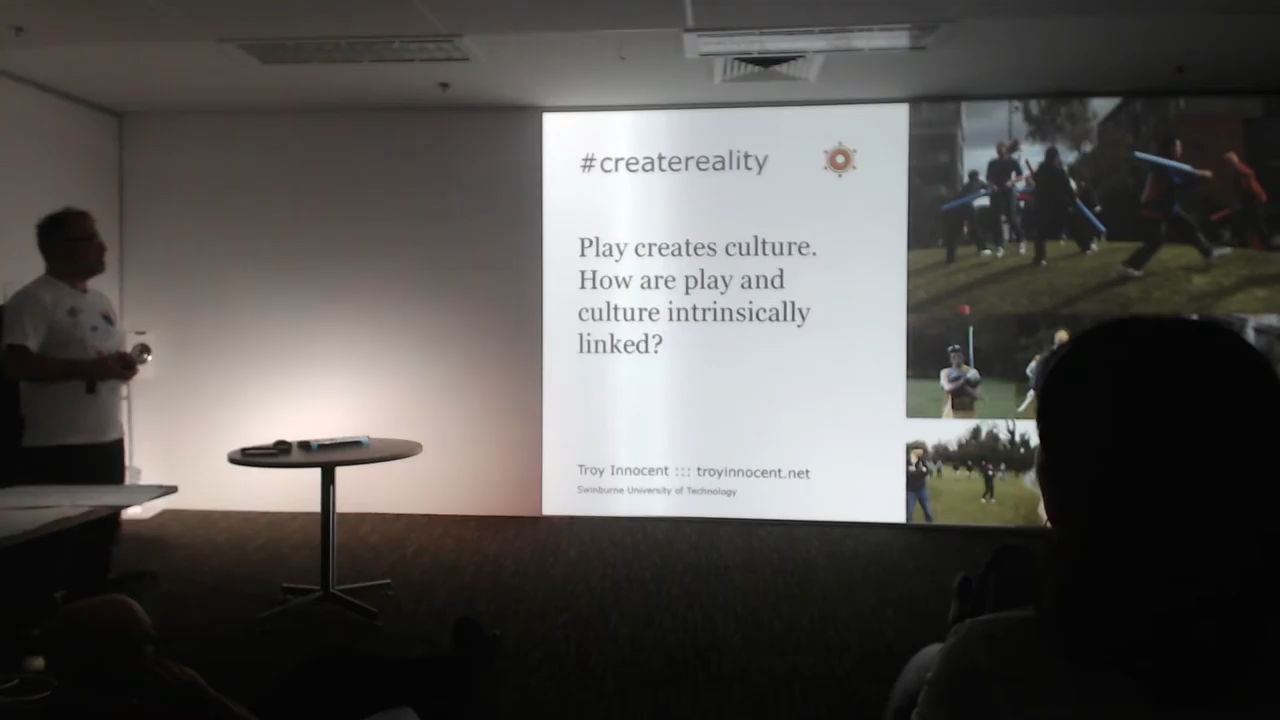 #createreality
Play creates culture.
How are play and
culture intrinsically
linked?
Troy Innocent ::: troyinnocent.net
Swinburne University of Technology